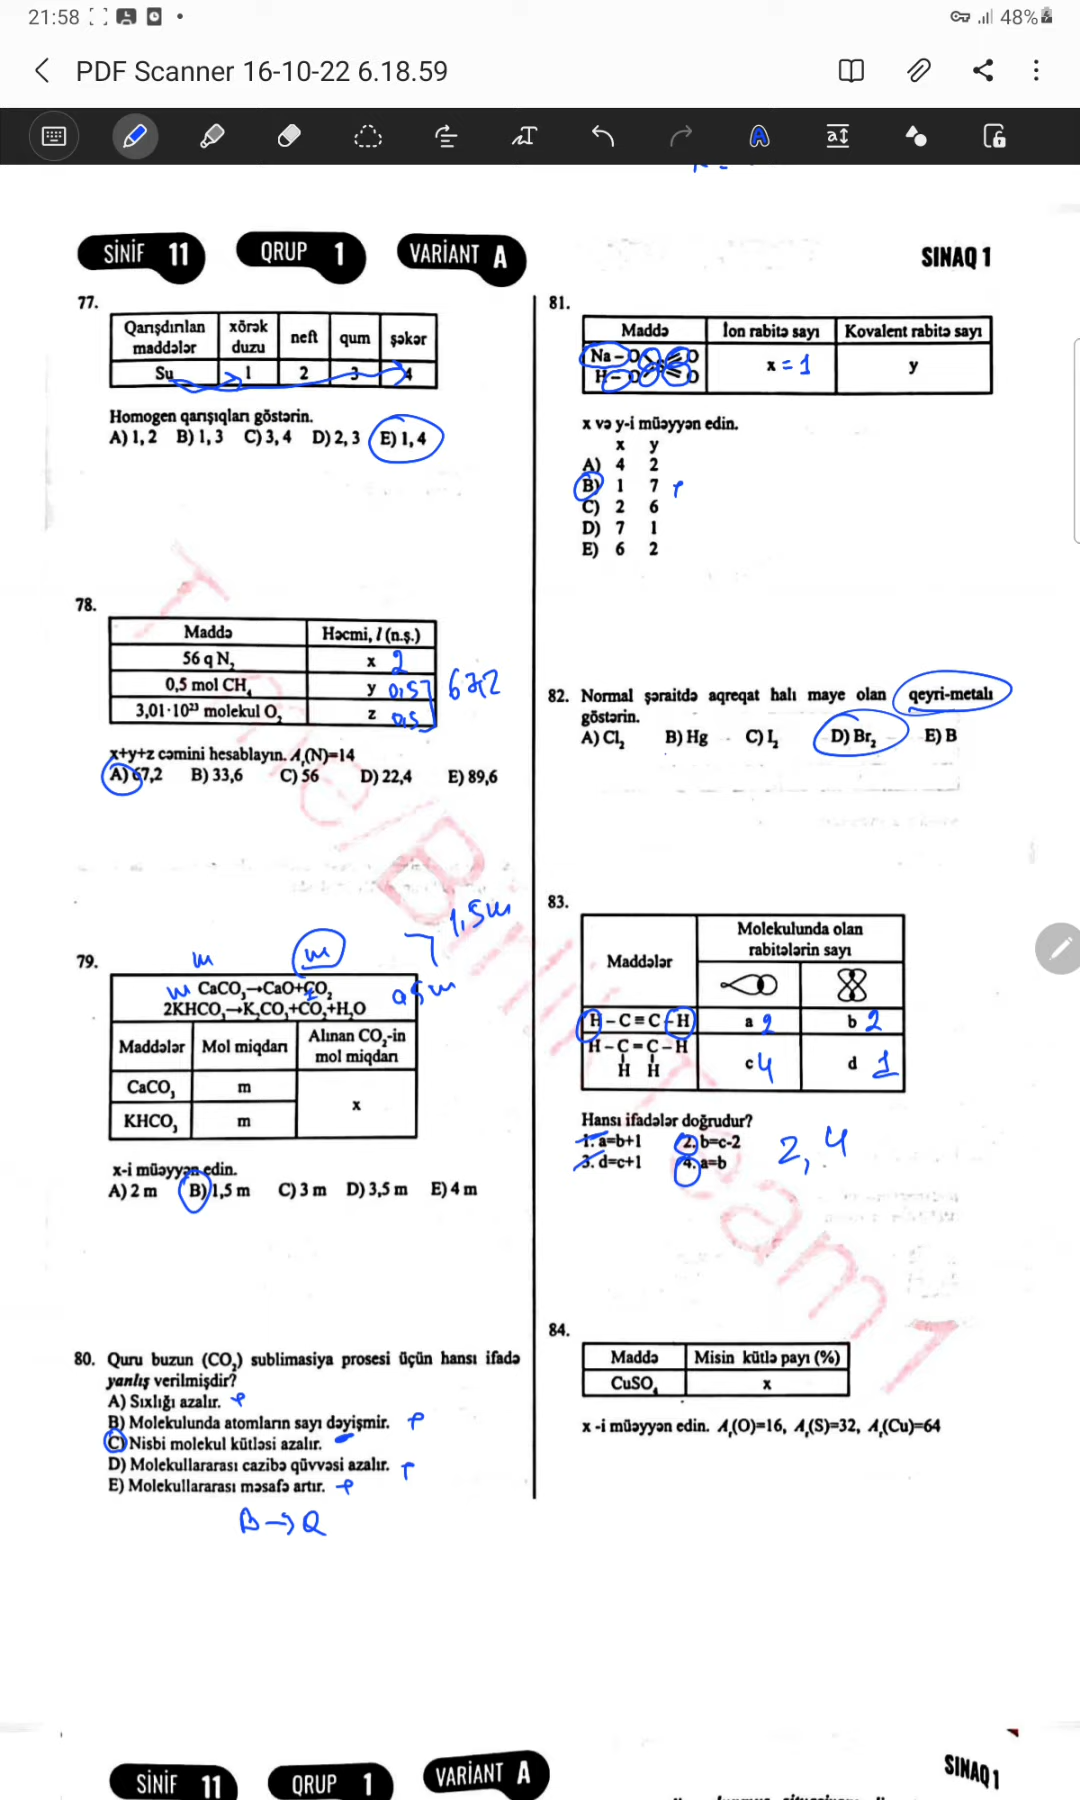 21:58
48%
PDF Scanner 16-10-22 6.18.59
SİNİF 11
QRUP 1
VARİANT A
SINAQ 1
77.
Qarışdırılan maddələr | xörək duzu | neft | qum | şəkər
Su | 1 | 2 | 3 | 4
Homogen qarışıqları göstərin.
A) 1, 2 B) 1, 3 C) 3, 4 D) 2, 3 E) 1, 4
78.
Maddə | Həcmi, l (n.ş.)
56 q N₂ | x 2
0,5 mol CH₄ | y 0,5
3,01·10²³ molekul O₂ | z 0,5
67,2
x+y+z cəmini hesablayın. Aᵣ(N)=14
A) 67,2 B) 33,6 C) 56 D) 22,4 E) 89,6
79.
m
m
1,5m
m CaCO₃→CaO+CO₂
2KHCO₃→K₂CO₃+CO₂+H₂O
0,5m
Maddələr | Mol miqdarı | Alınan CO₂-in mol miqdarı
CaCO₃ | m | x
KHCO₃ | m
x-i müəyyən edin.
A) 2 m B) 1,5 m C) 3 m D) 3,5 m E) 4 m
80. Quru buzun (CO₂) sublimasiya prosesi üçün hansı ifadə
yanlış verilmişdir?
A) Sıxlığı azalır.
B) Molekulunda atomların sayı dəyişmir.
C) Nisbi molekul kütləsi azalır.
D) Molekullararası cazibə qüvvəsi azalır.
E) Molekullararası məsafə artır.
B→Q
81.
Maddə | İon rabitə sayı | Kovalent rabitə sayı
Na – O O | x = 1 | y
H – O O
x və y-i müəyyən edin.
x y
A) 4 2
B) 1 7
C) 2 6
D) 7 1
E) 6 2
82. Normal şəraitdə aqreqat halı maye olan qeyri-metalı
göstərin.
A) Cl₂ B) Hg C) I₂ D) Br₂ E) B
83.
Maddələr | Molekulunda olan rabitələrin sayı
H – C ≡ C – H | a 2 | b 2
H – C = C – H | c 4 | d 1
H H
Hansı ifadələr doğrudur?
1. a=b+1 2. b=c-2
3. d=c+1 4. a=b
2, 4
84.
Maddə | Misin kütlə payı (%)
CuSO₄ | x
x -i müəyyən edin. Aᵣ(O)=16, Aᵣ(S)=32, Aᵣ(Cu)=64
SİNİF 11
QRUP 1
VARİANT A
SINAQ 1